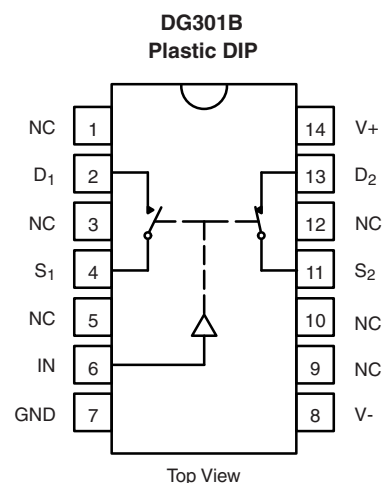 DG301B
Plastic DIP
NC 1 14 V+
D1 2 13 D2
NC 3 12 NC
S1 4 11 S2
NC 5 10 NC
IN 6 9 NC
GND 7 8 V-
Top View